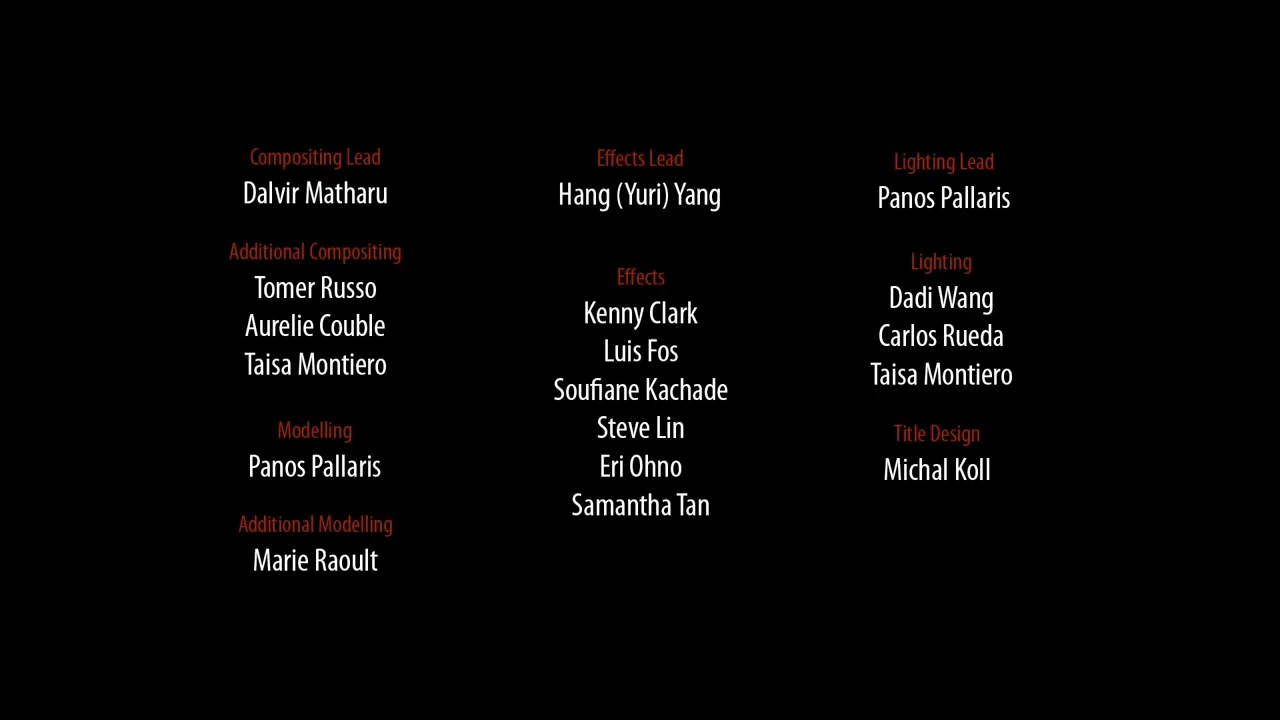 Compositing Lead
Dalvir Matharu
Additional Compositing
Tomer Russo
Aurelie Couble
Taisa Montiero
Modelling
Panos Pallaris
Additional Modelling
Marie Raoult
Effects Lead
Hang (Yuri) Yang
Effects
Kenny Clark
Luis Fos
Soufiane Kachade
Steve Lin
Eri Ohno
Samantha Tan
Lighting Lead
Panos Pallaris
Lighting
Dadi Wang
Carlos Rueda
Taisa Montiero
Title Design
Michal Koll